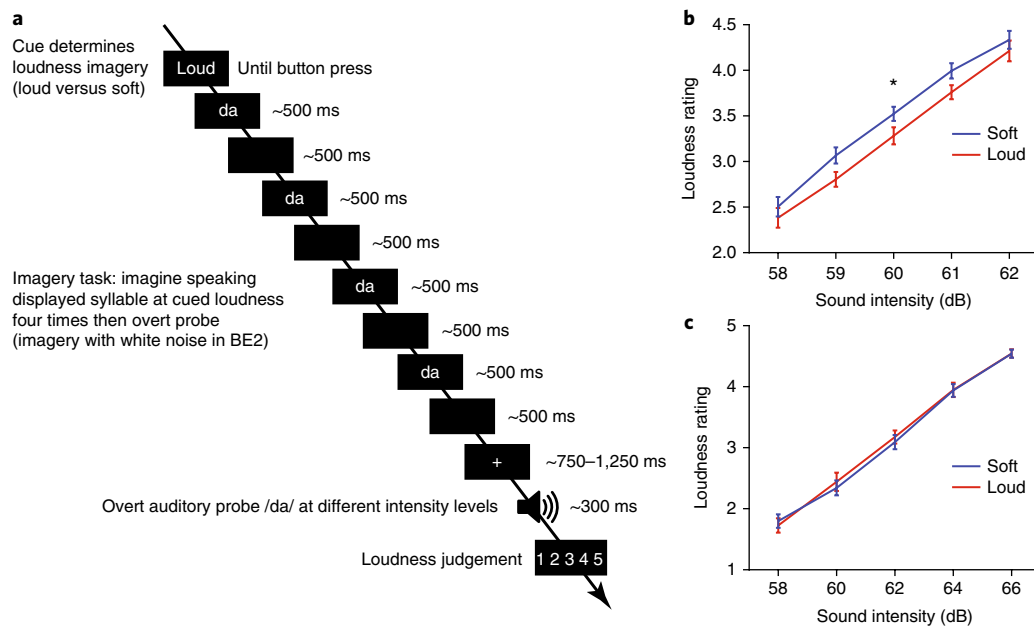 a
Cue determines
loudness imagery
(loud versus soft)
Loud
Until button press
da
~500 ms
~500 ms
da
~500 ms
~500 ms
Imagery task: imagine speaking
displayed syllable at cued loudness
four times then overt probe
(imagery with white noise in BE2)
da
~500 ms
~500 ms
da
~500 ms
~500 ms
+
~750–1,250 ms
Overt auditory probe /da/ at different intensity levels
~300 ms
Loudness judgement
1 2 3 4 5
b
4.5
4.0
3.5
3.0
2.5
2.0
Loudness rating
*
Soft
Loud
58 59 60 61 62
Sound intensity (dB)
c
5
4
3
2
1
Loudness rating
Soft
Loud
58 60 62 64 66
Sound intensity (dB)